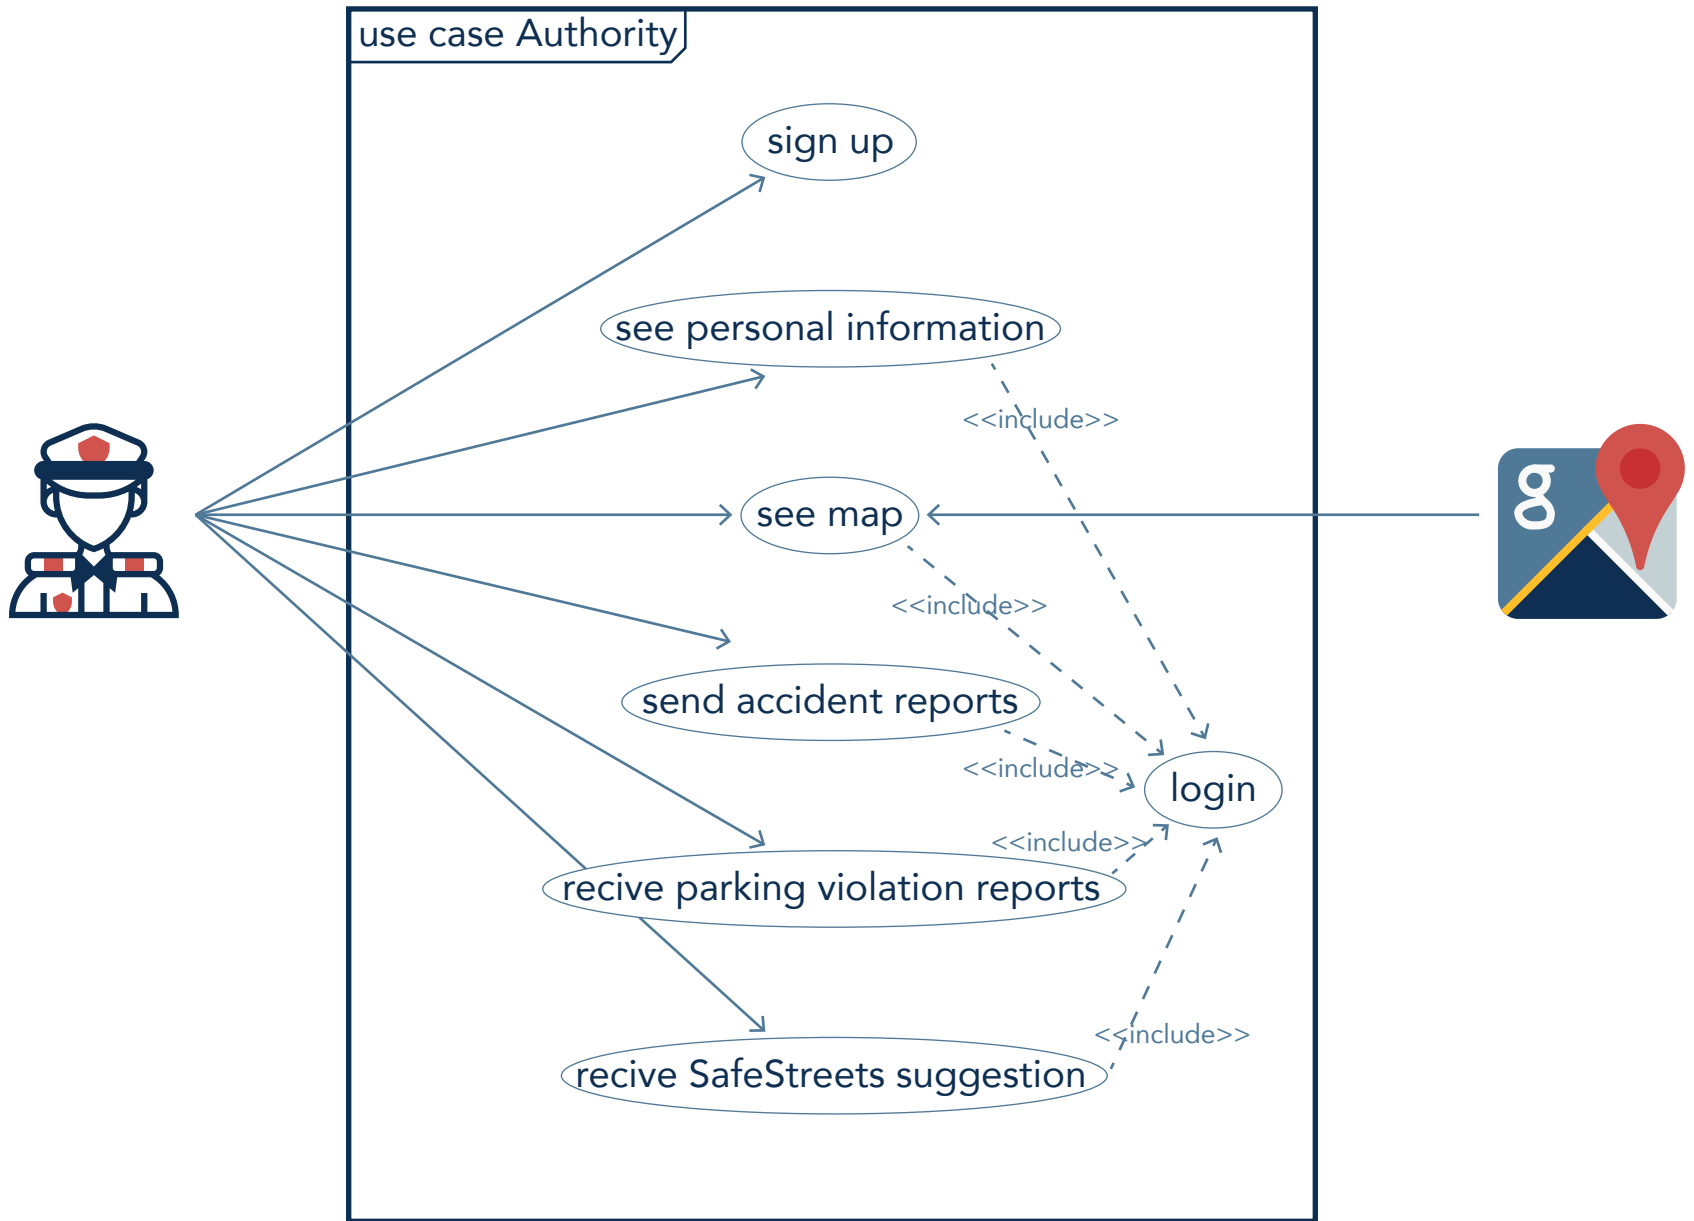 use case Authority
sign up
see personal information
<<include>>
g
see map
<<include>>
send accident reports
<<include>>
login
<<include>>
recive parking violation reports
<<include>>
recive SafeStreets suggestion